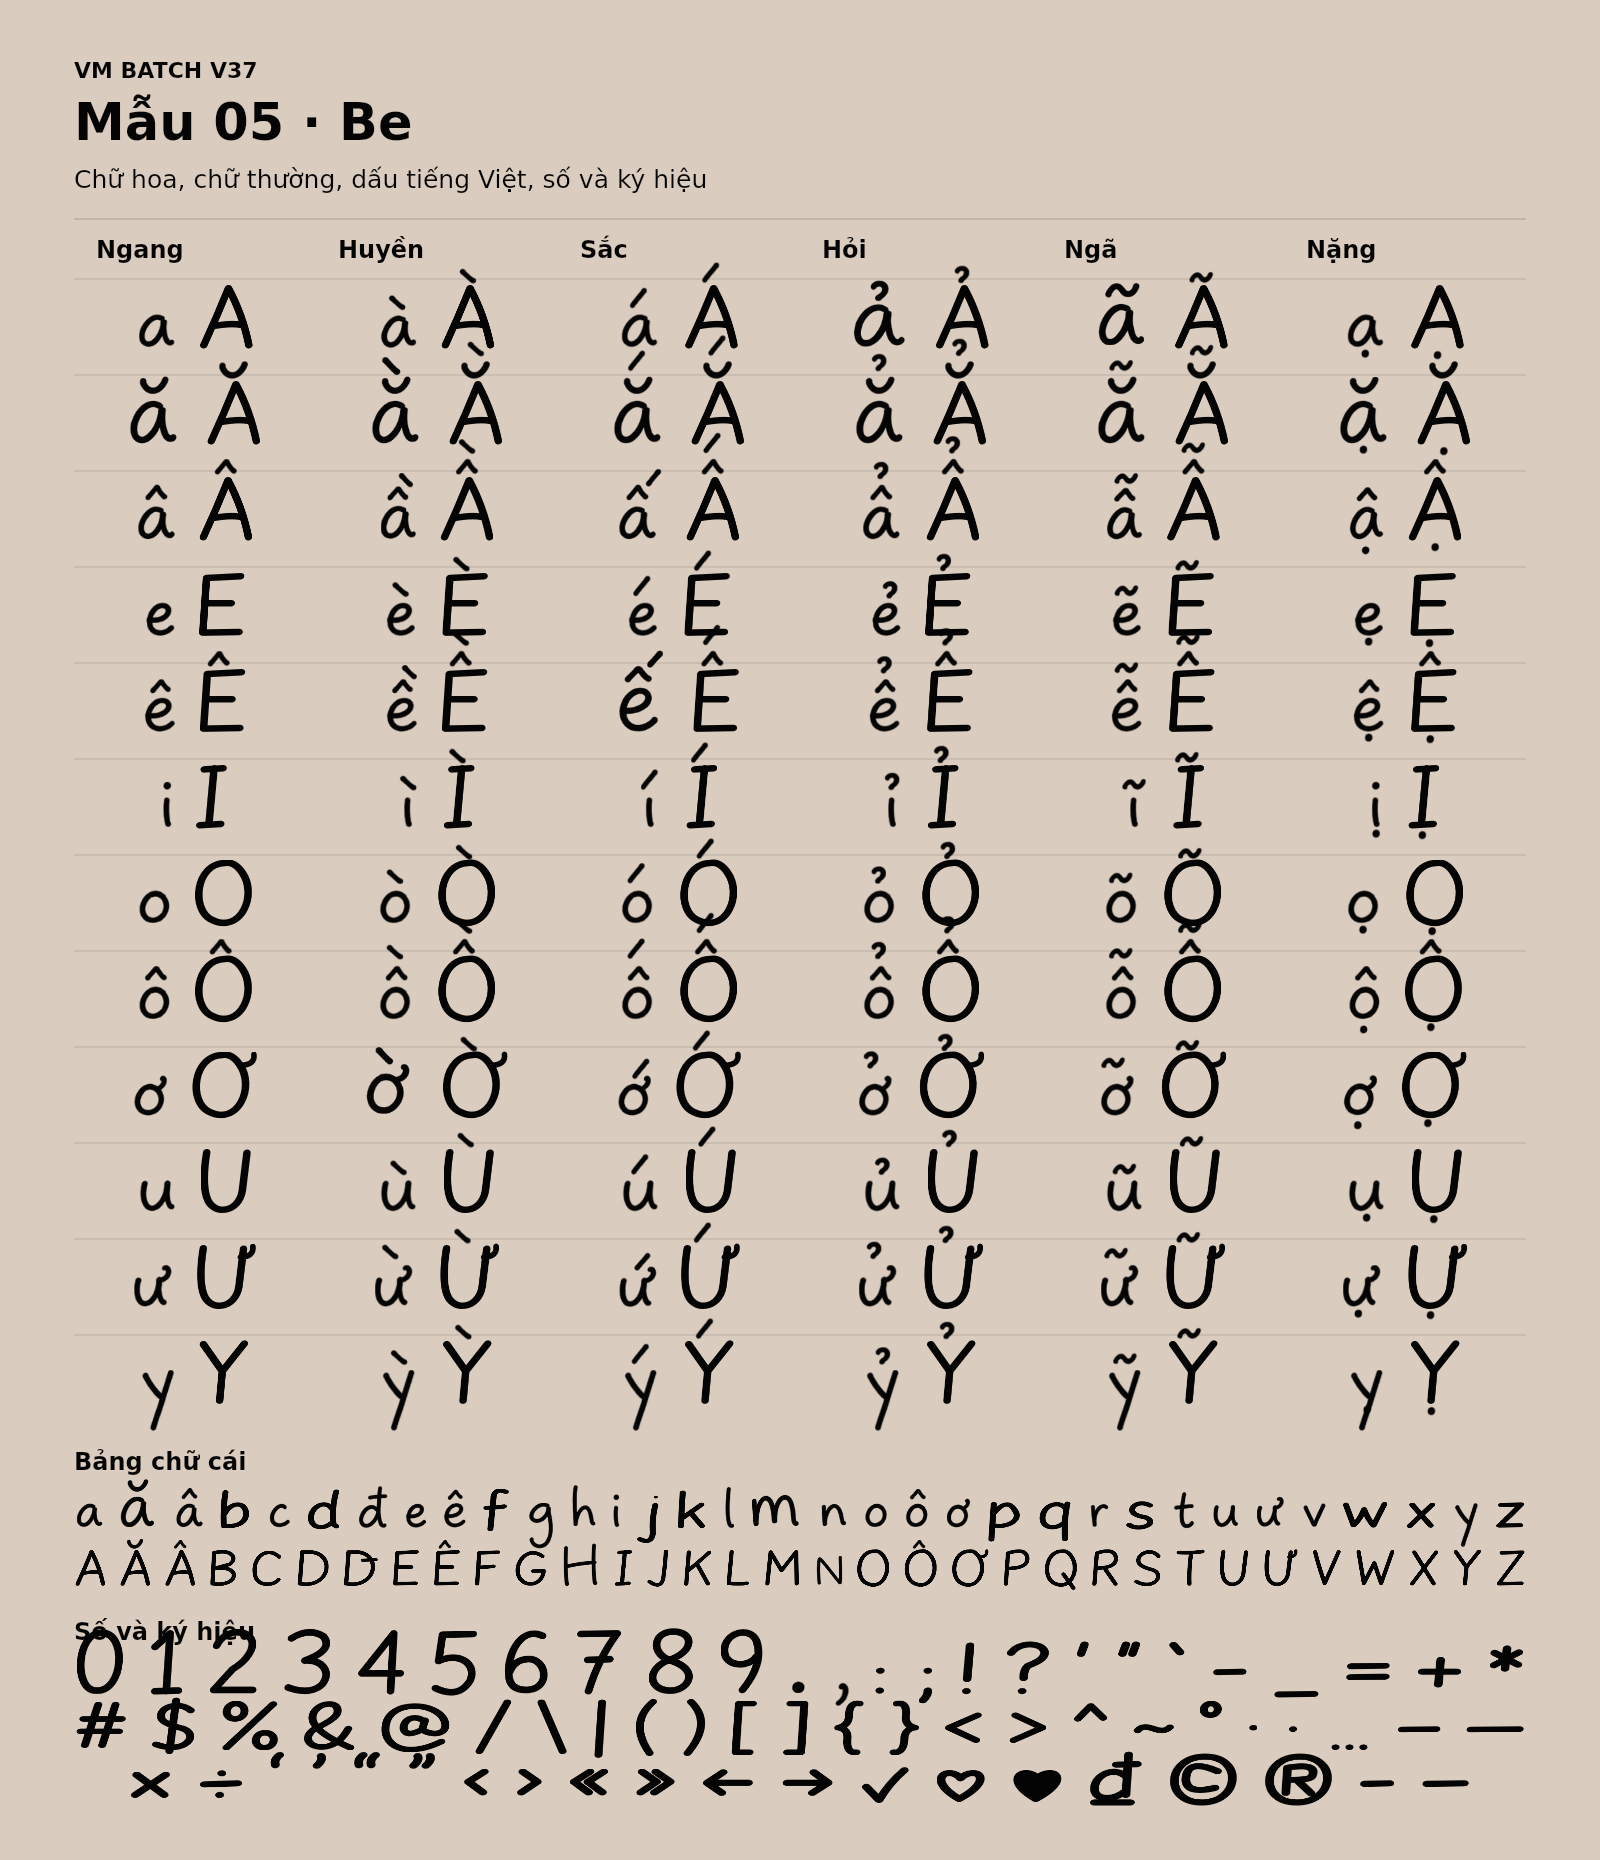 VM BATCH V37
Mẫu 05 · Be
Chữ hoa, chữ thường, dấu tiếng Việt, số và ký hiệu
Ngang Huyền Sắc Hỏi Ngã Nặng
a A à À á Á ả Ả ã Ã ạ Ạ
ă Ă ằ Ằ ắ Ắ ẳ Ẳ ẵ Ẵ ặ Ặ
â Â ầ Ầ ấ Ấ ẩ Ẩ ẫ Ẫ ậ Ậ
e E è È é É ẻ Ẻ ẽ Ẽ ẹ Ẹ
ê Ê ề Ề ế Ế ể Ể ễ Ễ ệ Ệ
i I ì Ì í Í ỉ Ỉ ĩ Ĩ ị Ị
o O ò Ò ó Ó ỏ Ỏ õ Õ ọ Ọ
ô Ô ồ Ồ ố Ố ổ Ổ ỗ Ỗ ộ Ộ
ơ Ơ ờ Ờ ớ Ớ ở Ở ỡ Ỡ ợ Ợ
u U ù Ù ú Ú ủ Ủ ũ Ũ ụ Ụ
ư Ư ừ Ừ ứ Ứ ử Ử ữ Ữ ự Ự
y Y ỳ Ỳ ý Ý ỷ Ỷ ỹ Ỹ ỵ Ỵ
Bảng chữ cái
a ă â b c d đ e ê f g h i j k l m n o ô ơ p q r s t u ư v w x y z
A Ă Â B C D Đ E Ê F G H I J K L M N O Ô Ơ P Q R S T U Ư V W X Y Z
Số và ký hiệu
0 1 2 3 4 5 6 7 8 9 . , : ; ! ? ' " ` - _ = + *
# $ % & @ / \ | ( ) [ ] { } < > ^ ~ ° · · … – —
× ÷ ‘ ’ “ ” ‹ › « » ← → ✓ ♡ ♥ ₫ © ® – —